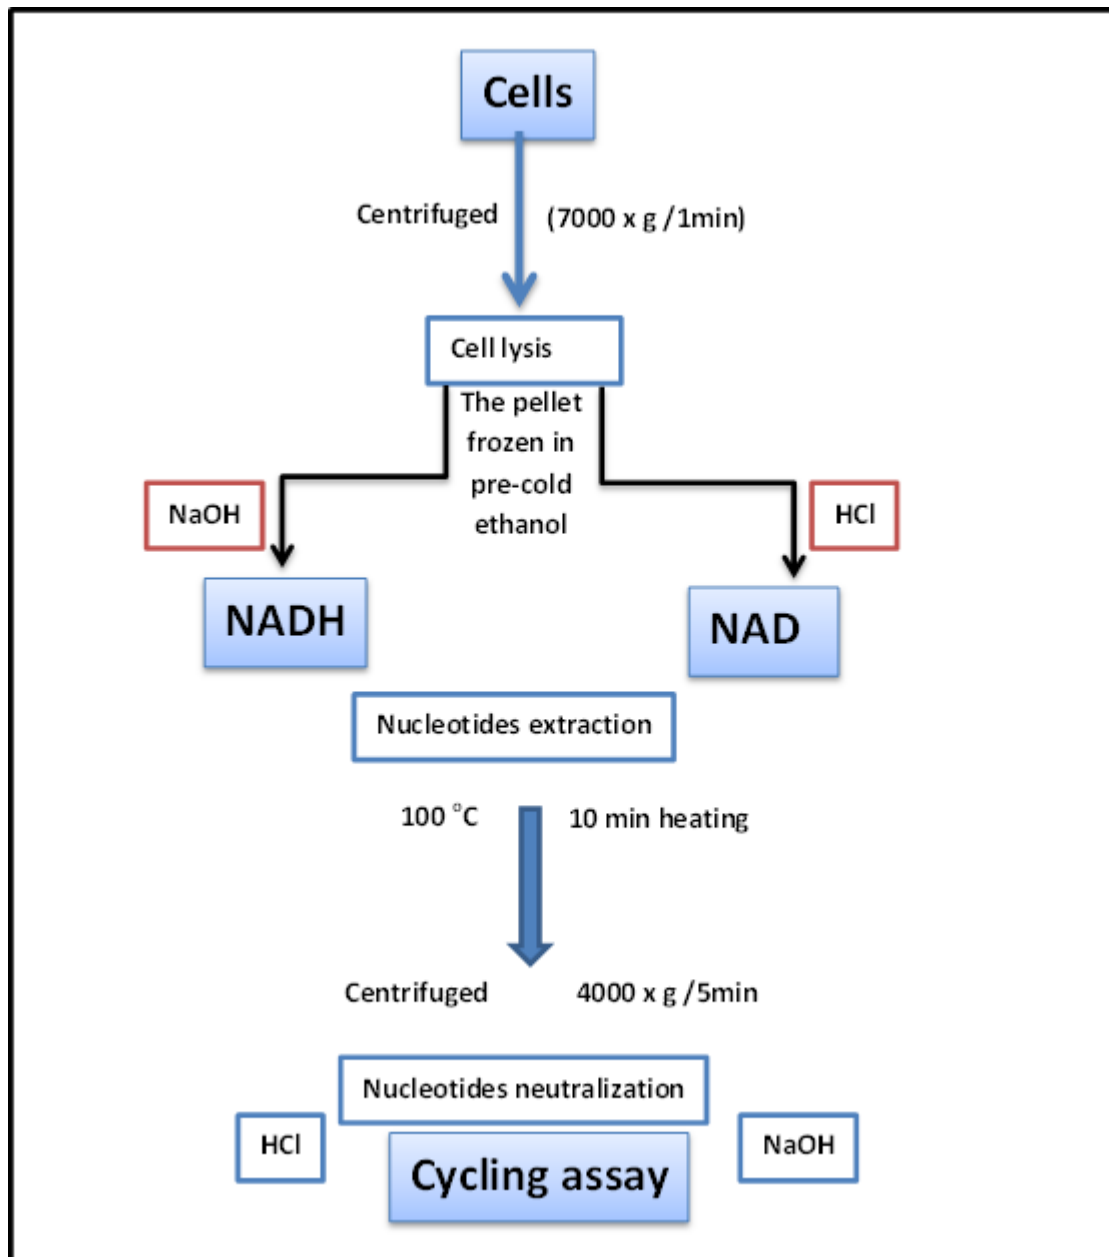 Cells
Centrifuged (7000 x g /1min)
Cell lysis
The pellet
frozen in
pre-cold
ethanol
NaOH
HCl
NADH
NAD
Nucleotides extraction
100 °C 10 min heating
Centrifuged 4000 x g /5min
Nucleotides neutralization
HCl
NaOH
Cycling assay